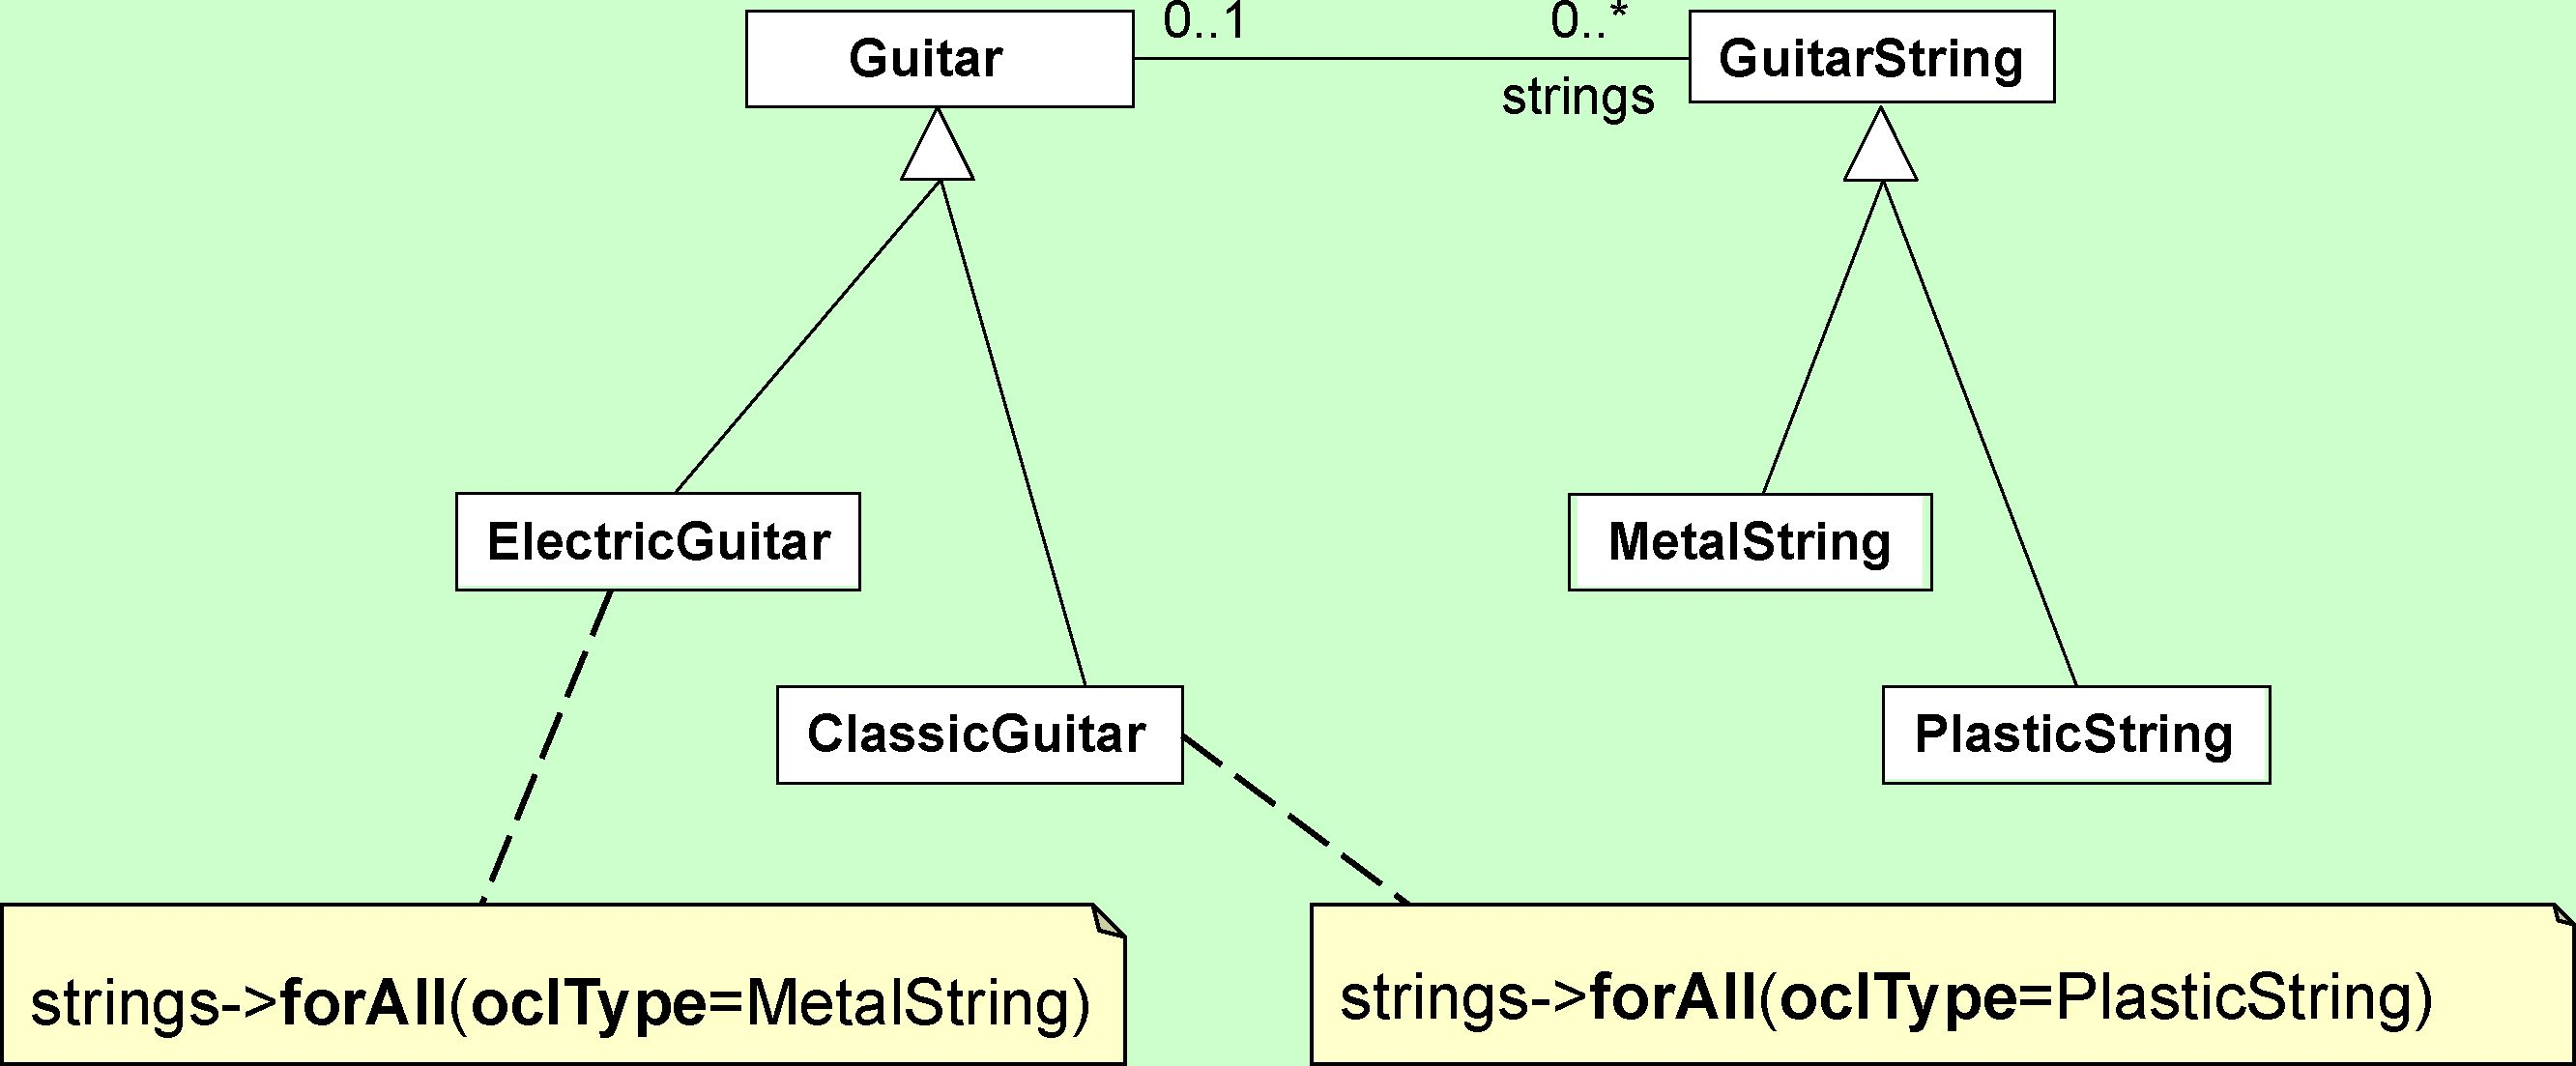 0..1
0..*
Guitar
GuitarString
strings
ElectricGuitar
MetalString
ClassicGuitar
PlasticString
strings->forAll(oclType=MetalString)
strings->forAll(oclType=PlasticString)